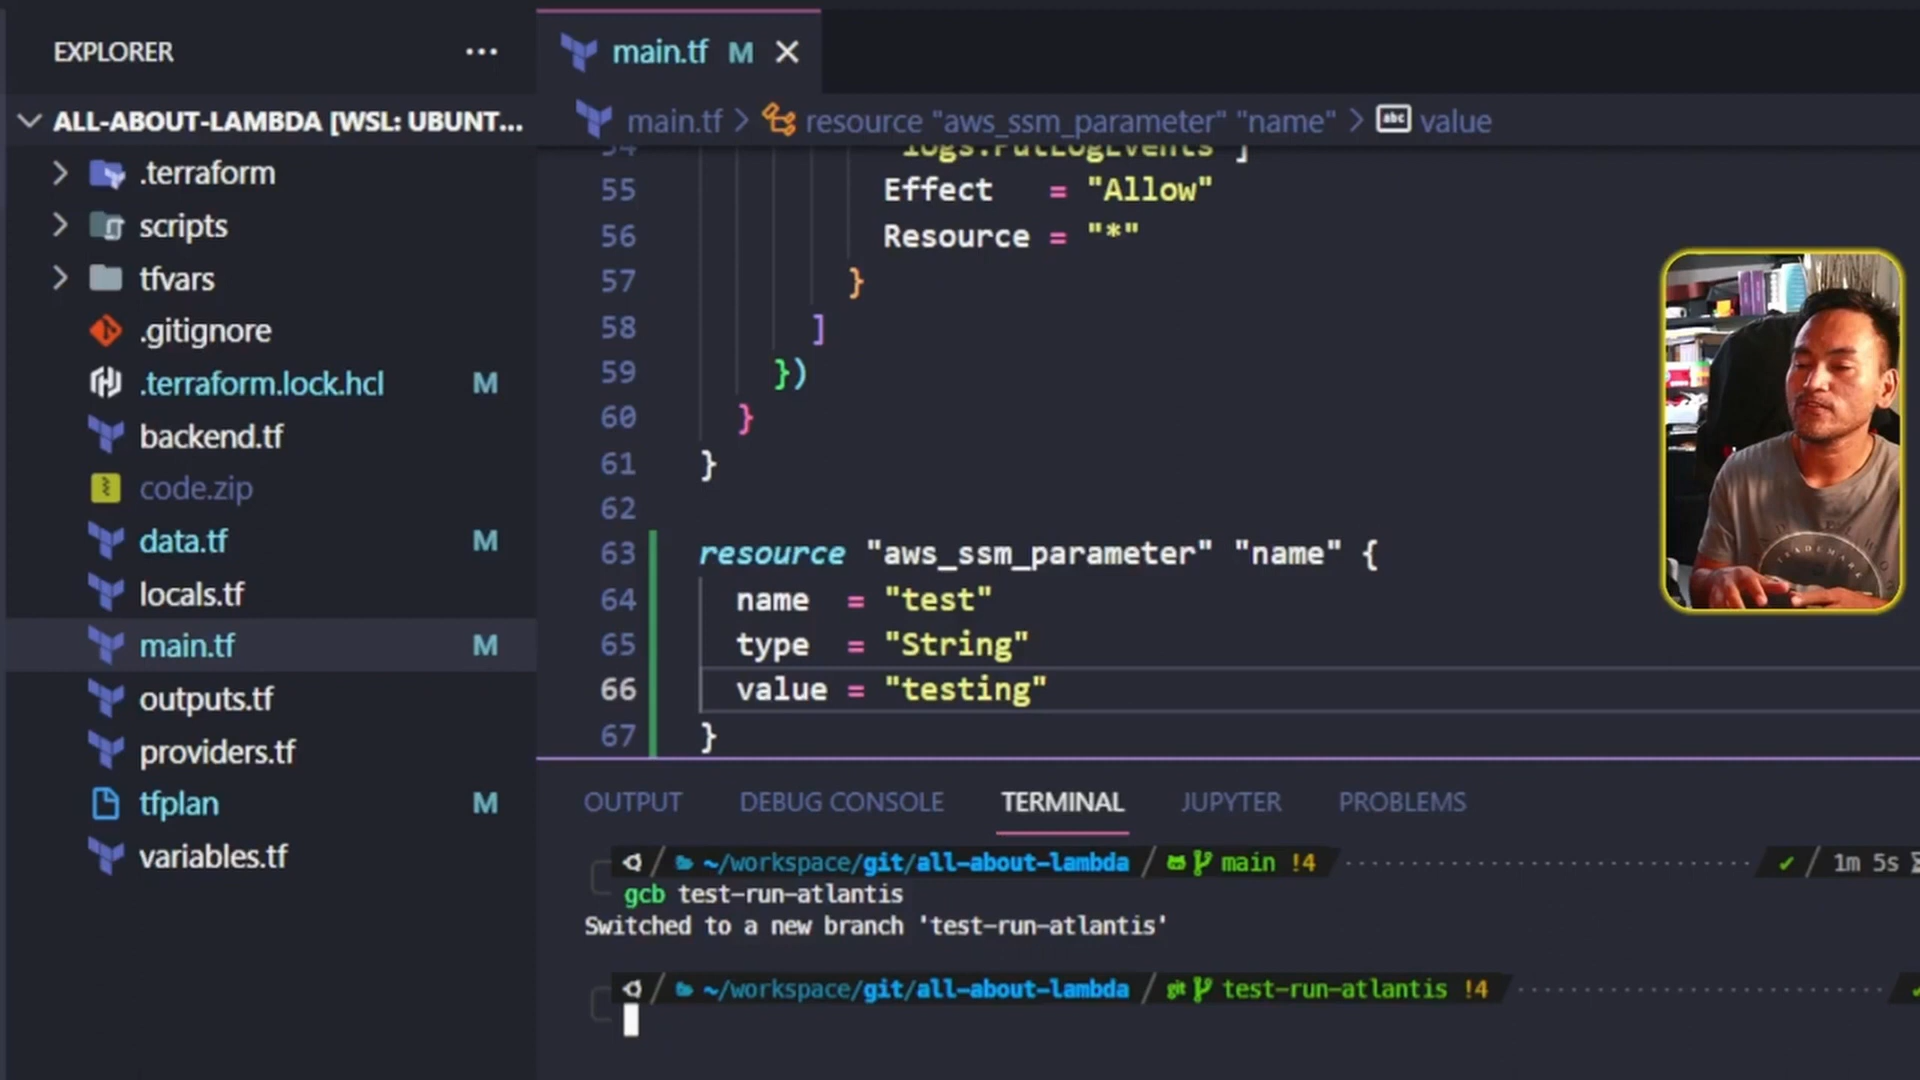 EXPLORER ...
ALL-ABOUT-LAMBDA [WSL: UBUNT...
.terraform
scripts
tfvars
.gitignore
.terraform.lock.hcl M
backend.tf
code.zip
data.tf M
locals.tf
main.tf M
outputs.tf
providers.tf
tfplan M
variables.tf
main.tf M
main.tf > resource "aws_ssm_parameter" "name" > abc value
54 logs:PutLogEvents"]
55 Effect = "Allow"
56 Resource = "*"
57 }
58 ]
59 })
60 }
61 }
62
63 resource "aws_ssm_parameter" "name" {
64 name = "test"
65 type = "String"
66 value = "testing"
67 }
OUTPUT DEBUG CONSOLE TERMINAL JUPYTER PROBLEMS
~/workspace/git/all-about-lambda / main !4 ✔ / 1m 5s
gcb test-run-atlantis
Switched to a new branch 'test-run-atlantis'
~/workspace/git/all-about-lambda / git test-run-atlantis !4